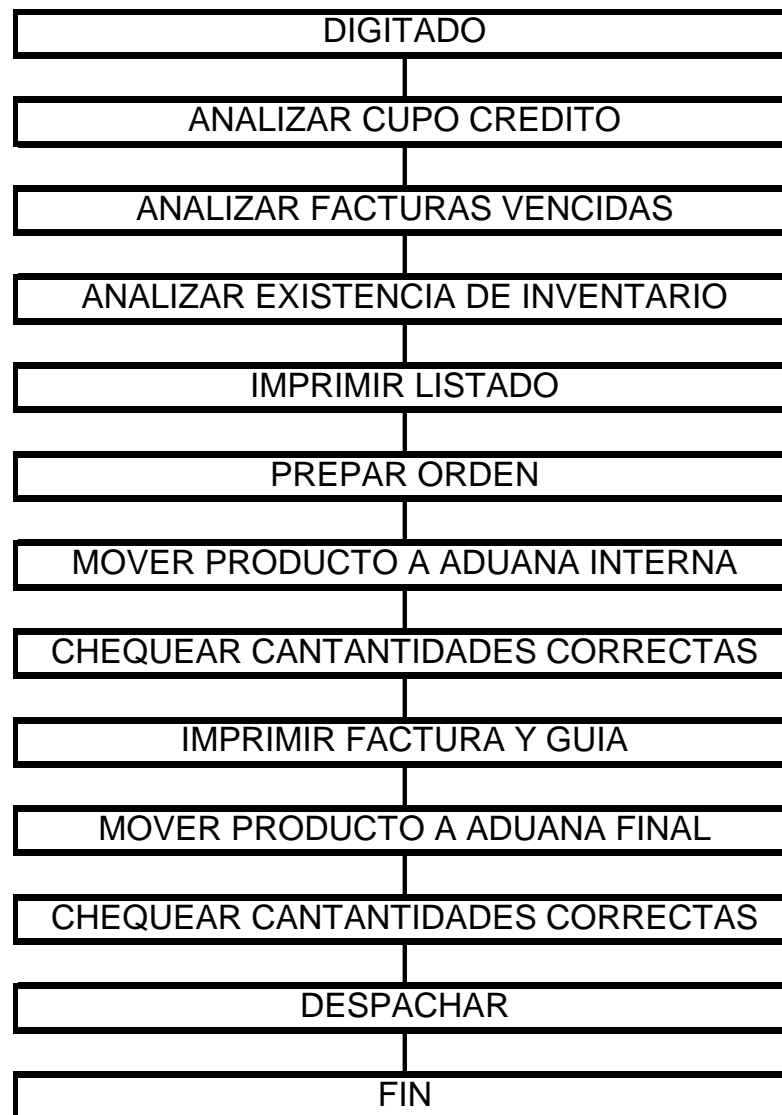 DIGITADO
ANALIZAR CUPO CREDITO
ANALIZAR FACTURAS VENCIDAS
ANALIZAR EXISTENCIA DE INVENTARIO
IMPRIMIR LISTADO
PREPAR ORDEN
MOVER PRODUCTO A ADUANA INTERNA
CHEQUEAR CANTANTIDADES CORRECTAS
IMPRIMIR FACTURA Y GUIA
MOVER PRODUCTO A ADUANA FINAL
CHEQUEAR CANTANTIDADES CORRECTAS
DESPACHAR
FIN